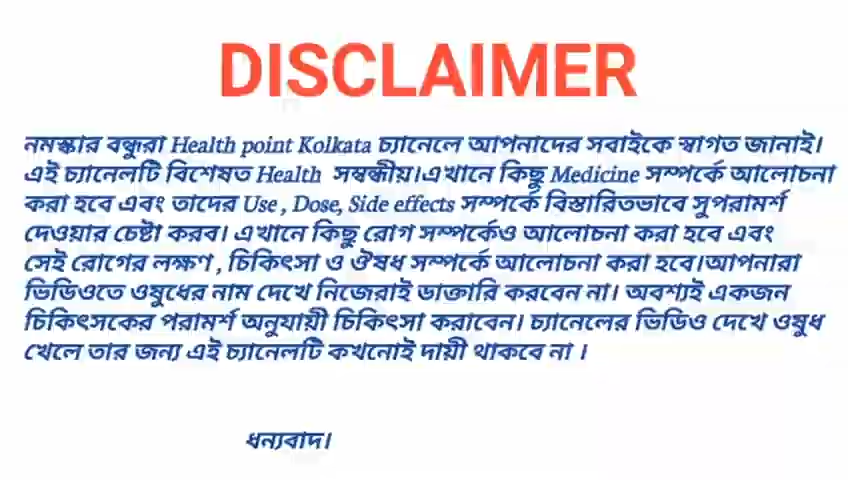 DISCLAIMER
নমস্কার বন্ধুরা Health point Kolkata চ্যানেলে আপনাদের সবাইকে স্বাগত জানাই।
এই চ্যানেলটি বিশেষত Health সম্বন্ধীয়।এখানে কিছু Medicine সম্পর্কে আলোচনা
করা হবে এবং তাদের Use , Dose, Side effects সম্পর্কে বিস্তারিতভাবে সুপরামর্শ
দেওয়ার চেষ্টা করব। এখানে কিছু রোগ সম্পর্কেও আলোচনা করা হবে এবং
সেই রোগের লক্ষণ , চিকিৎসা ও ঔষধ সম্পর্কে আলোচনা করা হবে।আপনারা
ভিডিওতে ওষুধের নাম দেখে নিজেরাই ডাক্তারি করবেন না। অবশ্যই একজন
চিকিৎসকের পরামর্শ অনুযায়ী চিকিৎসা করাবেন। চ্যানেলের ভিডিও দেখে ওষুধ
খেলে তার জন্য এই চ্যানেলটি কখনোই দায়ী থাকবে না ।
ধন্যবাদ।